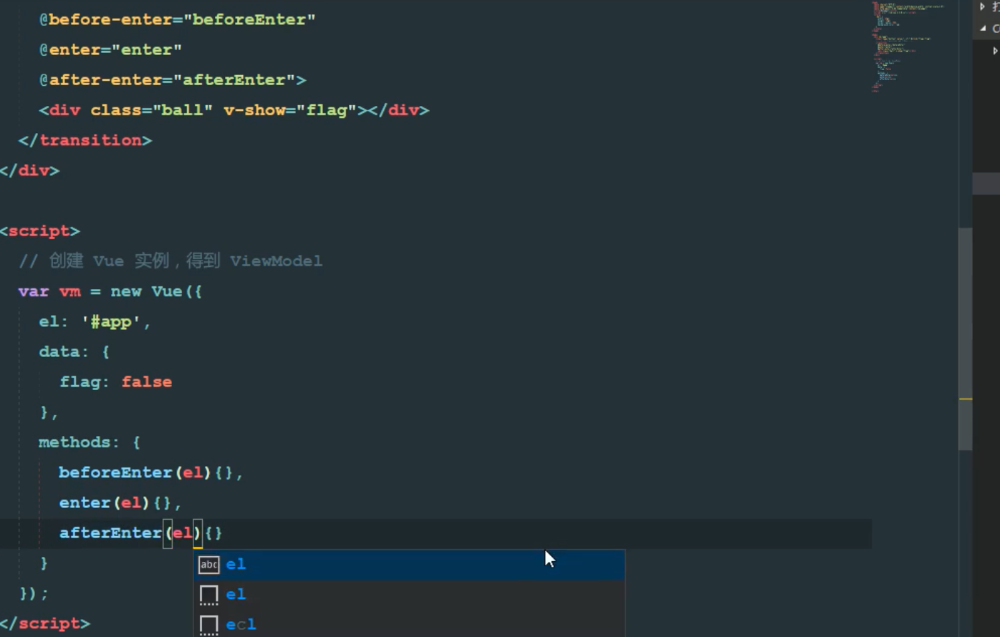 @before-enter="beforeEnter"
@enter="enter"
@after-enter="afterEnter">
<div class="ball" v-show="flag"></div>
</transition>
</div>
<script>
// 创建 Vue 实例，得到 ViewModel
var vm = new Vue({
el: '#app',
data: {
flag: false
},
methods: {
beforeEnter(el){},
enter(el){},
afterEnter(el){}
}
});
</script>
abc el
el
ecl